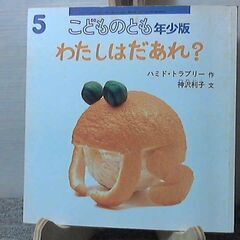 5 こどものとも 年少版
わたしはだあれ？
ハミド・トラブリー 作
神沢利子 文